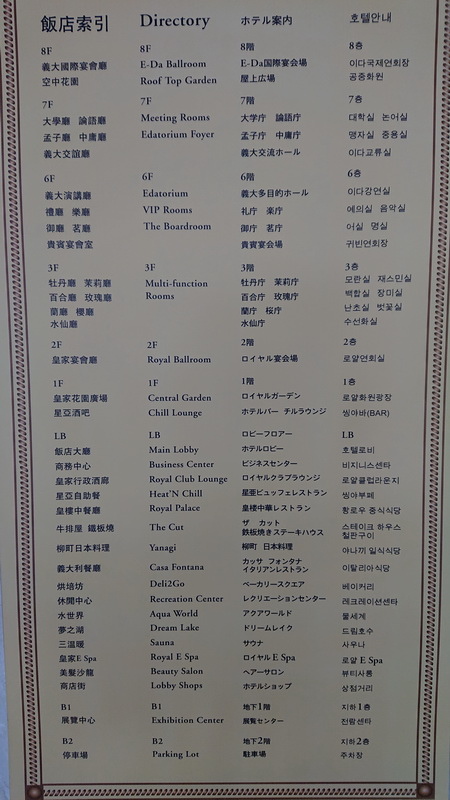 飯店索引 Directory ホテル案内 호텔안내
8F 8F 8階 8층
義大國際宴會廳 E-Da Ballroom E-Da国際宴会場 이다국제연회장
空中花園 Roof Top Garden 屋上広場 공중화원
7F 7F 7階 7층
大學廳 論語廳 Meeting Rooms 大学庁 論語庁 대학실 논어실
孟子廳 中庸廳 Edatorium Foyer 孟子庁 中庸庁 맹자실 중용실
義大交誼廳 義大交流ホール 이다교류실
6F 6F 6階 6층
義大演講廳 Edatorium 義大多目的ホール 이다강연실
禮廳 樂廳 VIP Rooms 礼庁 楽庁 예의실 음악실
御廳 茗廳 The Boardroom 御庁 茗庁 어실 명실
貴賓宴會室 貴賓宴会場 귀빈연회장
3F 3F 3階 3층
牡丹廳 茉莉廳 Multi-function 牡丹庁 茉莉庁 모란실 재스민실
百合廳 玫瑰廳 Rooms 百合庁 玫瑰庁 백합실 장미실
蘭廳 櫻廳 蘭庁 桜庁 난초실 벚꽃실
水仙廳 水仙庁 수선화실
2F 2F 2階 2층
皇家宴會廳 Royal Ballroom ロイヤル宴会場 로얄연회실
1F 1F 1階 1층
皇家花園廣場 Central Garden ロイヤルガーデン 로얄화원광장
星亞酒吧 Chill Lounge ホテルバー チルラウンジ 씽야바(BAR)
LB LB ロビーフロアー LB
飯店大廳 Main Lobby ホテルロビー 호텔로비
商務中心 Business Center ビジネスセンター 비지니스센타
皇家行政酒廊 Royal Club Lounge ロイヤルクラブラウンジ 로얄클럽라운지
星亞自助餐 Heat'N Chill 星亜ビュッフェレストラン 씽야부페
皇樓中餐廳 Royal Palace 皇楼中華レストラン 황로우 중식식당
牛排屋 鐵板燒 The Cut ザ カット 스테이크 하우스
鉄板焼きステーキハウス 철판구이
柳町日本料理 Yanagi 柳町 日本料理 야나끼 일식식당
義大利餐廳 Casa Fontana カッサ フォンタナ 이탈리아식당
イタリアンレストラン
烘培坊 Deli2Go ベーカリースクエア 베이커리
休閒中心 Recreation Center レクリエーションセンター 레크레이션센타
水世界 Aqua World アクアワールド 물세계
夢之湖 Dream Lake ドリームレイク 드림호수
三溫暖 Sauna サウナ 사우나
皇家E Spa Royal E Spa ロイヤル E Spa 로얄 E Spa
美髮沙龍 Beauty Salon ヘアーサロン 뷰티사롱
商店街 Lobby Shops ホテルショップ 상점거리
B1 B1 地下1階 지하1층
展覽中心 Exhibition Center 展覧センター 전람센타
B2 B2 地下2階 지하2층
停車場 Parking Lot 駐車場 주차장